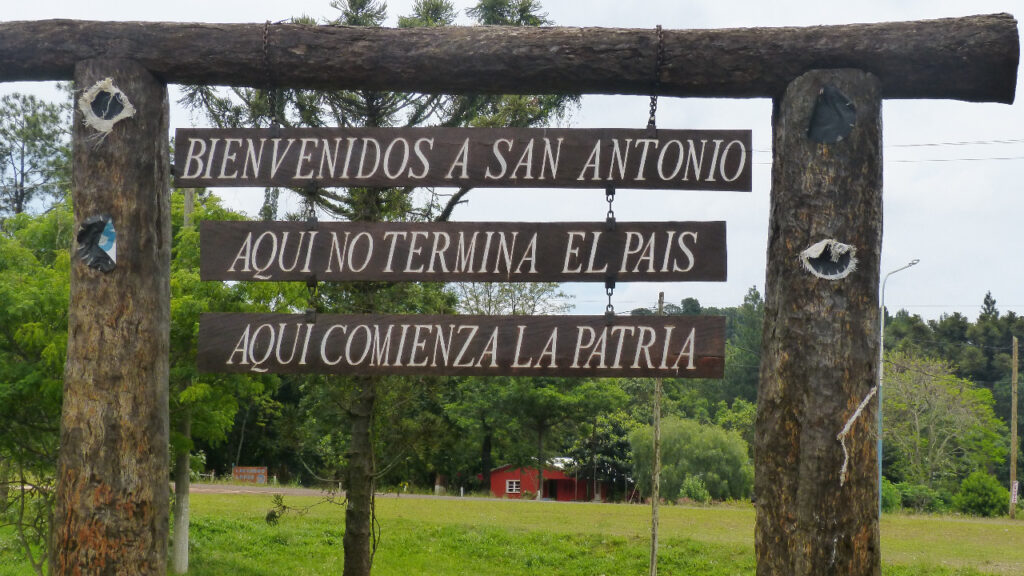 BIENVENIDOS A SAN ANTONIO
AQUI NO TERMINA EL PAIS
AQUI COMIENZA LA PATRIA